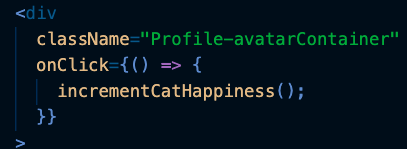 <div
className="Profile-avatarContainer"
onClick={() => {
incrementCatHappiness();
}}
>